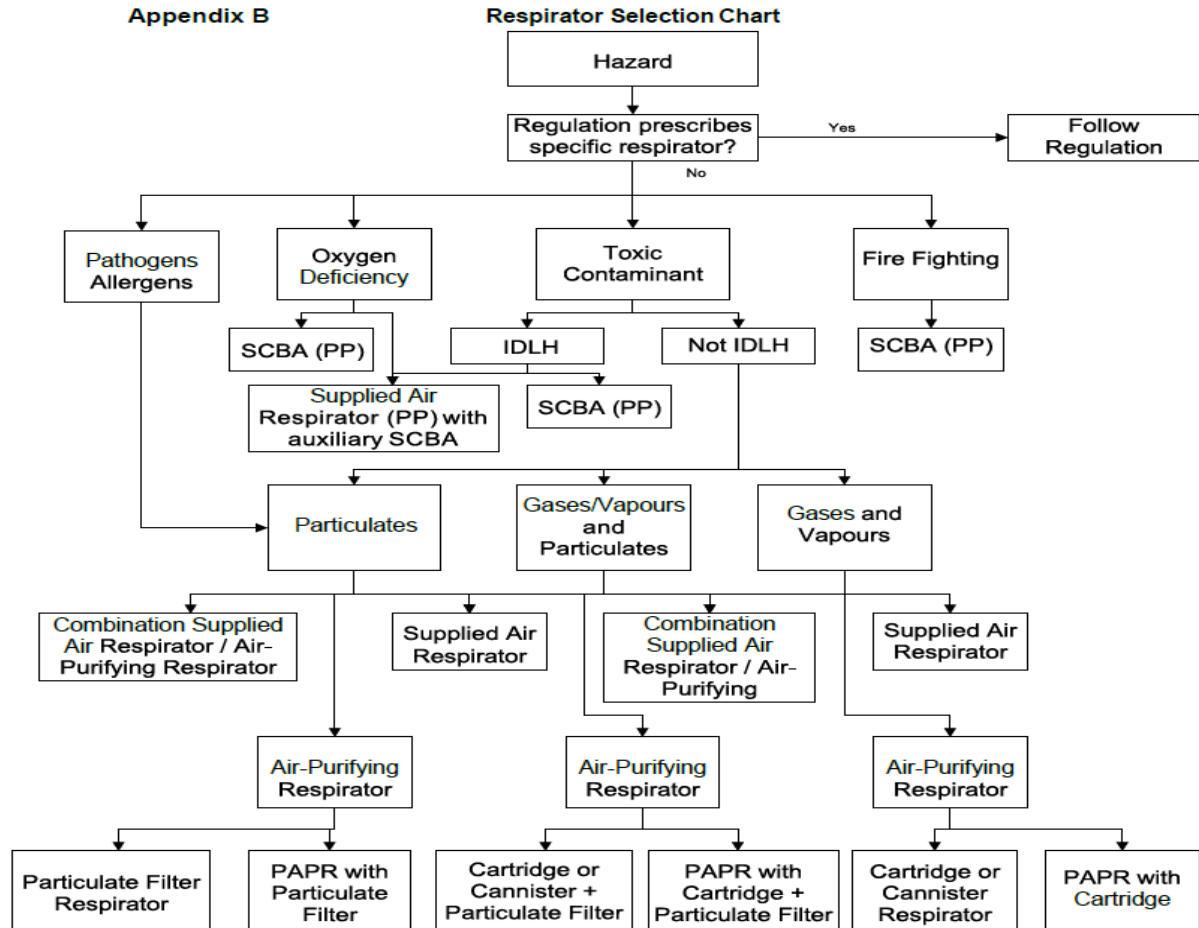 Appendix B
Respirator Selection Chart
Hazard
Regulation prescribes
specific respirator?
Yes
Follow
Regulation
No
Pathogens
Allergens
Oxygen
Deficiency
Toxic
Contaminant
Fire Fighting
SCBA (PP)
IDLH
Not IDLH
SCBA (PP)
Supplied Air
Respirator (PP) with
auxiliary SCBA
SCBA (PP)
Particulates
Gases/Vapours
and
Particulates
Gases and
Vapours
Combination Supplied
Air Respirator / Air-
Purifying Respirator
Supplied Air
Respirator
Combination
Supplied Air
Respirator / Air-
Purifying
Supplied Air
Respirator
Air-Purifying
Respirator
Air-Purifying
Respirator
Air-Purifying
Respirator
Particulate Filter
Respirator
PAPR with
Particulate
Filter
Cartridge or
Cannister +
Particulate Filter
PAPR with
Cartridge +
Particulate Filter
Cartridge or
Cannister
Respirator
PAPR with
Cartridge